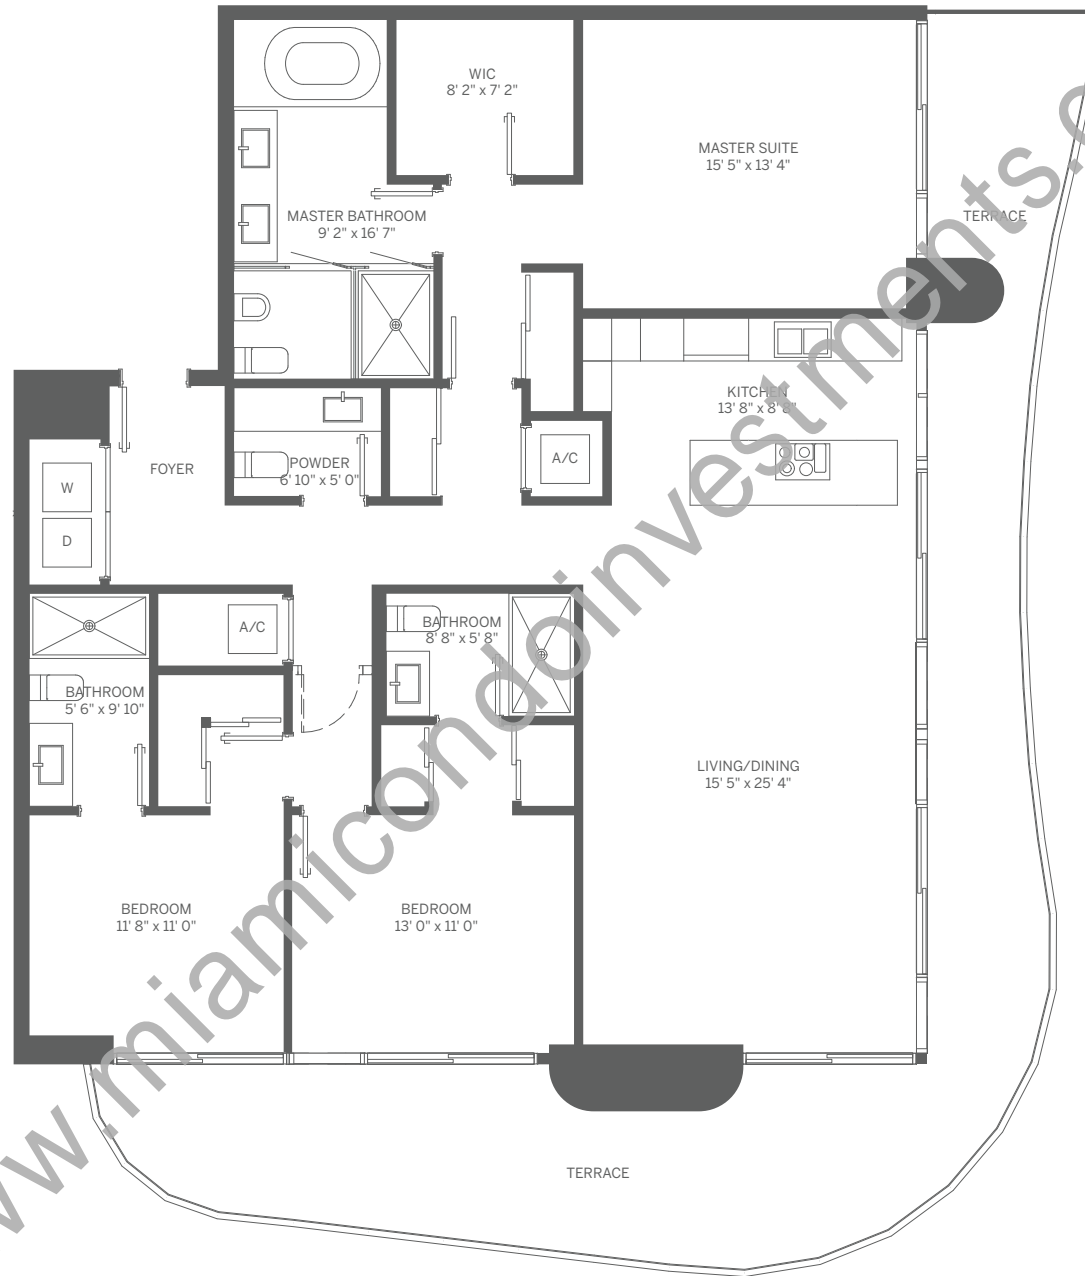 WIC
8' 2" x 7' 2"
MASTER SUITE
15' 5" x 13' 4"
MASTER BATHROOM
9' 2" x 16' 7"
TERRACE
KITCHEN
13' 8" x 8' 8"
FOYER
POWDER
6' 10" x 5' 0"
A/C
W
D
A/C
BATHROOM
8' 8" x 5' 8"
BATHROOM
5' 6" x 9' 10"
LIVING/DINING
15' 5" x 25' 4"
BEDROOM
11' 8" x 11' 0"
BEDROOM
13' 0" x 11' 0"
TERRACE
w.miamicondoinvestments.c